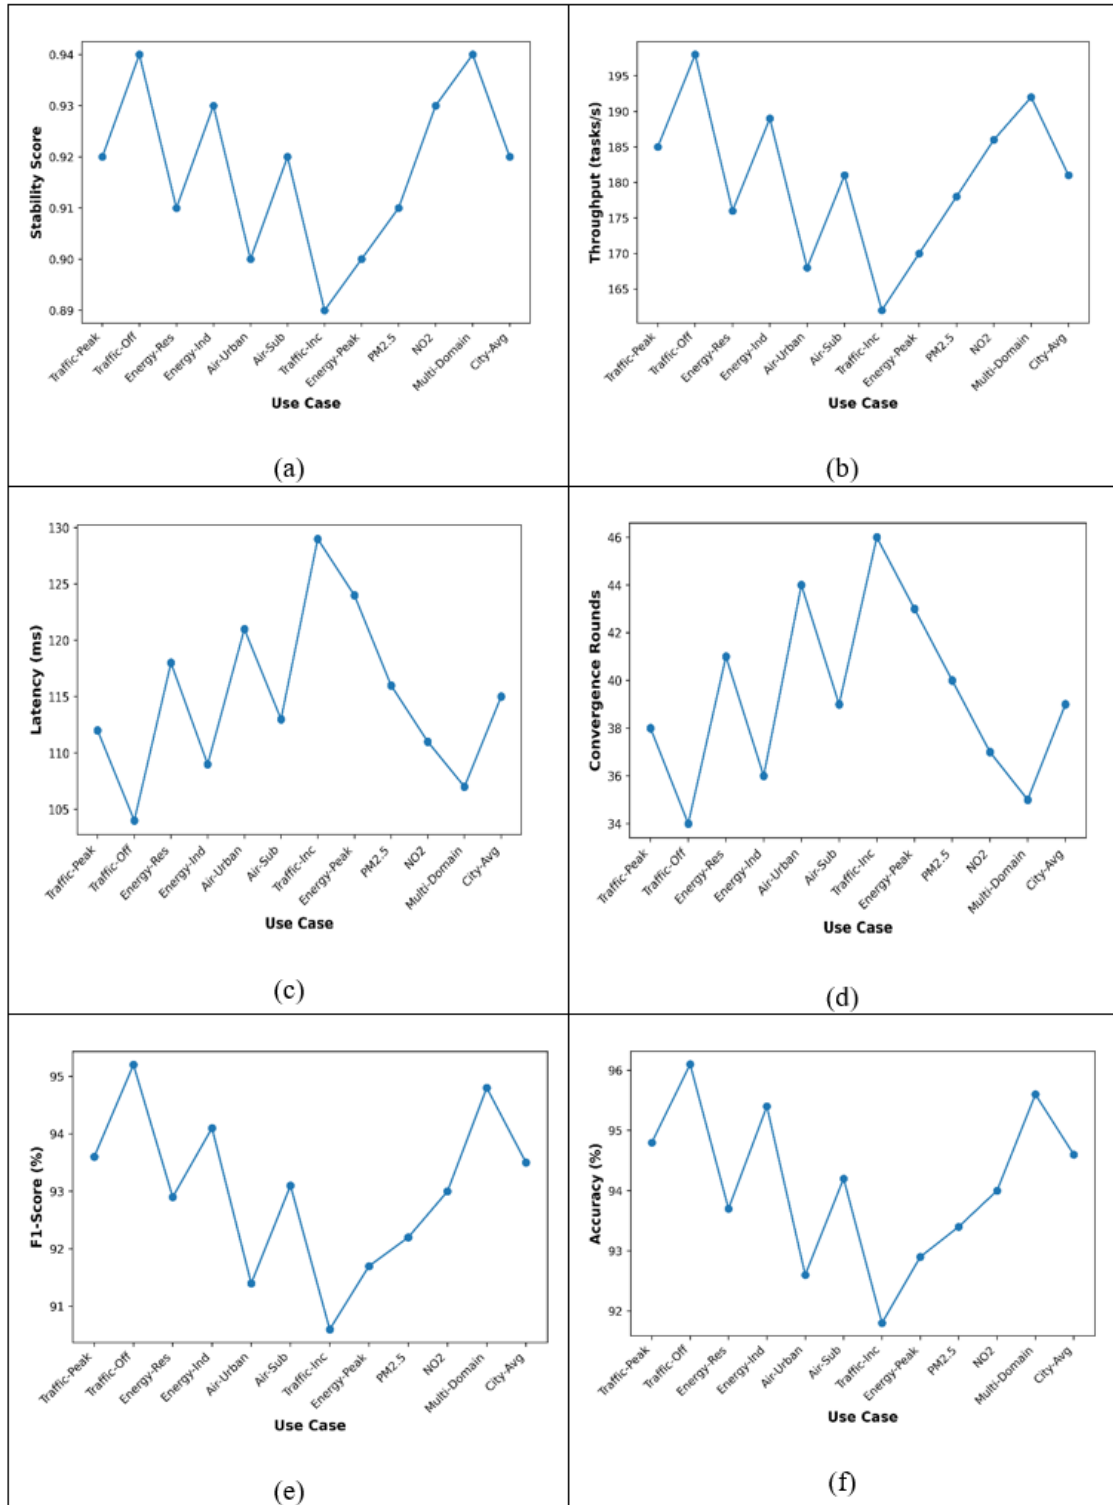 0.94
0.93
0.92
0.91
0.90
0.89
Stability Score
Traffic-Peak
Traffic-Off
Energy-Res
Energy-Ind
Air-Urban
Air-Sub
Traffic-Inc
Energy-Peak
PM2.5
NO2
Multi-Domain
City-Avg
Use Case
(a)
195
190
185
180
175
170
165
Throughput (tasks/s)
Traffic-Peak
Traffic-Off
Energy-Res
Energy-Ind
Air-Urban
Air-Sub
Traffic-Inc
Energy-Peak
PM2.5
NO2
Multi-Domain
City-Avg
Use Case
(b)
130
125
120
115
110
105
Latency (ms)
Traffic-Peak
Traffic-Off
Energy-Res
Energy-Ind
Air-Urban
Air-Sub
Traffic-Inc
Energy-Peak
PM2.5
NO2
Multi-Domain
City-Avg
Use Case
(c)
46
44
42
40
38
36
34
Convergence Rounds
Traffic-Peak
Traffic-Off
Energy-Res
Energy-Ind
Air-Urban
Air-Sub
Traffic-Inc
Energy-Peak
PM2.5
NO2
Multi-Domain
City-Avg
Use Case
(d)
95
94
93
92
91
F1-Score (%)
Traffic-Peak
Traffic-Off
Energy-Res
Energy-Ind
Air-Urban
Air-Sub
Traffic-Inc
Energy-Peak
PM2.5
NO2
Multi-Domain
City-Avg
Use Case
(e)
96
95
94
93
92
Accuracy (%)
Traffic-Peak
Traffic-Off
Energy-Res
Energy-Ind
Air-Urban
Air-Sub
Traffic-Inc
Energy-Peak
PM2.5
NO2
Multi-Domain
City-Avg
Use Case
(f)